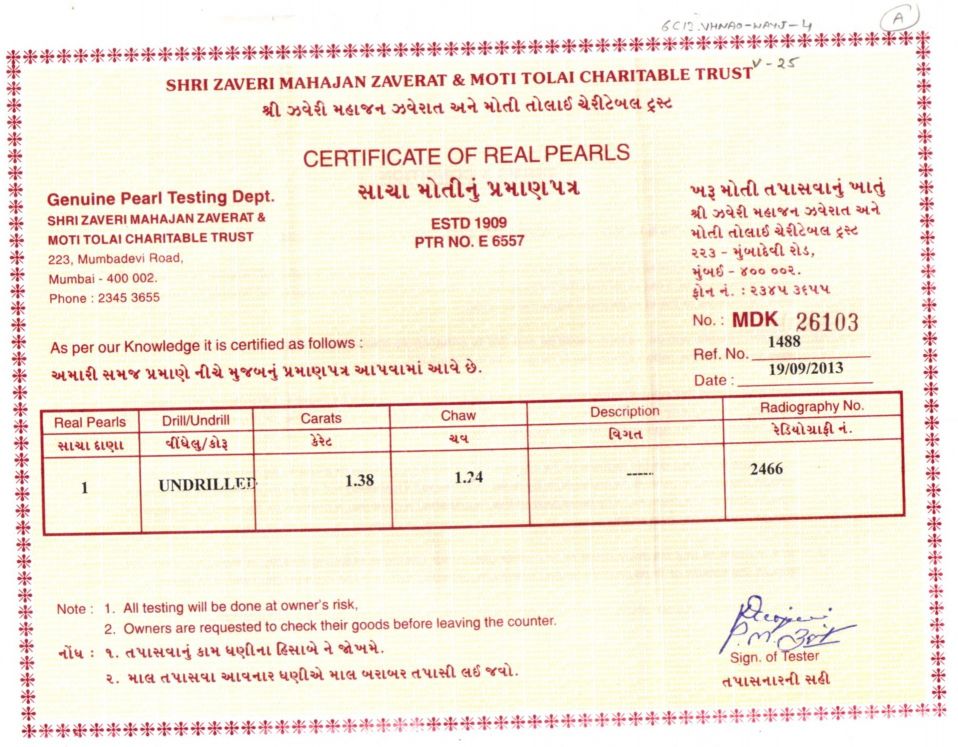 A
V-25
SHRI ZAVERI MAHAJAN ZAVERAT & MOTI TOLAI CHARITABLE TRUST
શ્રી ઝવેરી મહાજન ઝવેરાત અને મોતી તોલાઈ ચેરીટેબલ ટ્રસ્ટ
CERTIFICATE OF REAL PEARLS
સાચા મોતીનું પ્રમાણપત્ર
ESTD 1909
PTR NO. E 6557
Genuine Pearl Testing Dept.
SHRI ZAVERI MAHAJAN ZAVERAT &
MOTI TOLAI CHARITABLE TRUST
223, Mumbadevi Road,
Mumbai - 400 002.
Phone : 2345 3655
ખરૂ મોતી તપાસવાનું ખાતું
શ્રી ઝવેરી મહાજન ઝવેરાત અને
મોતી તોલાઈ ચેરીટેબલ ટ્રસ્ટ
૨૨૩ - મુંબાદેવી રોડ,
મુંબઈ - ૪૦૦ ૦૦૨.
ફોન નં. : ૨૩૪૫ ૩૬૫૫
No. : MDK 26103
Ref. No. 1488
Date : 19/09/2013
As per our Knowledge it is certified as follows :
અમારી સમજ પ્રમાણે નીચે મુજબનું પ્રમાણપત્ર આપવામાં આવે છે.
Real Pearls Drill/Undrill Carats Chaw Description Radiography No.
સાચા દાણા વીંધેલુ/કોરૂ કેરેટ ચવ વિગત રેડિયોગ્રાફી નં.
1 UNDRILLED 1.38 1.24 ----- 2466
Note : 1. All testing will be done at owner's risk,
2. Owners are requested to check their goods before leaving the counter.
નોંધ : ૧. તપાસવાનું કામ ધણીના હિસાબે ને જોખમે.
૨. માલ તપાસવા આવનાર ધણીએ માલ બરાબર તપાસી લઈ જવો.
Sign. of Tester
તપાસનારની સહી